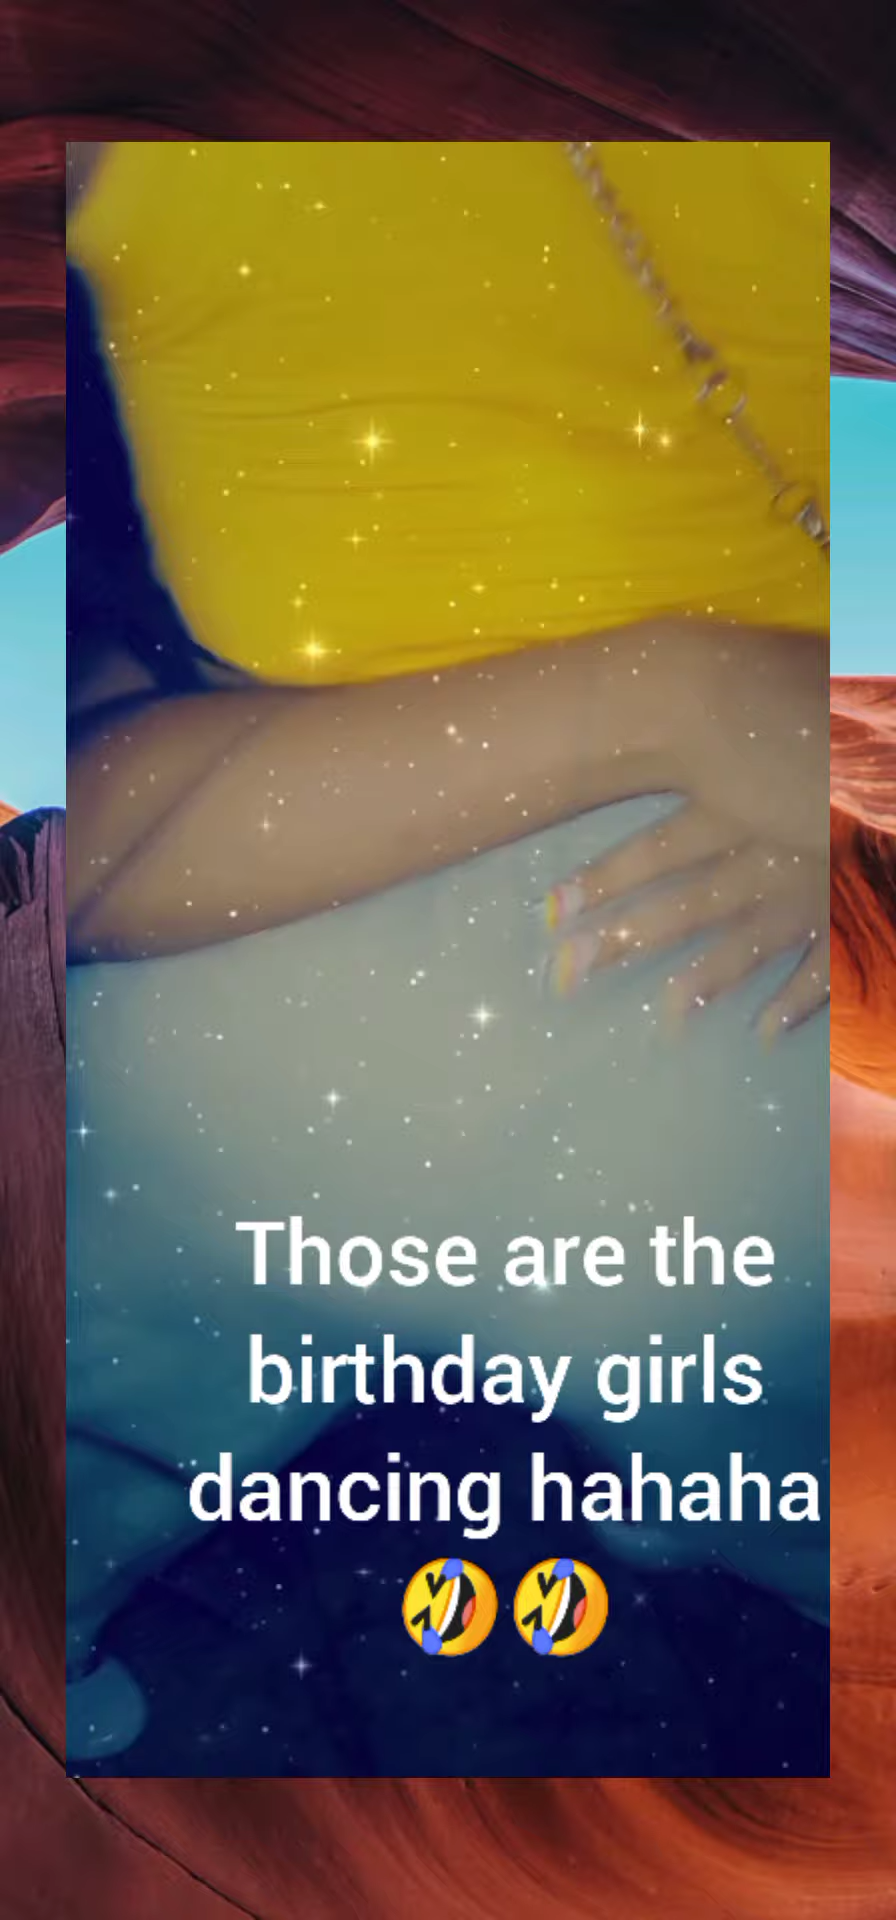 Those are the
birthday girls
dancing hahaha
🤣🤣